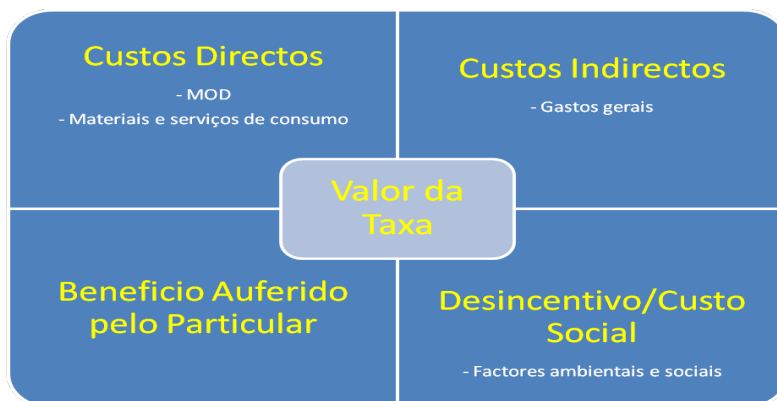 Custos Directos
- MOD
- Materiais e serviços de consumo
Custos Indirectos
- Gastos gerais
Valor da
Taxa
Beneficio Auferido
pelo Particular
Desincentivo/Custo
Social
- Factores ambientais e sociais